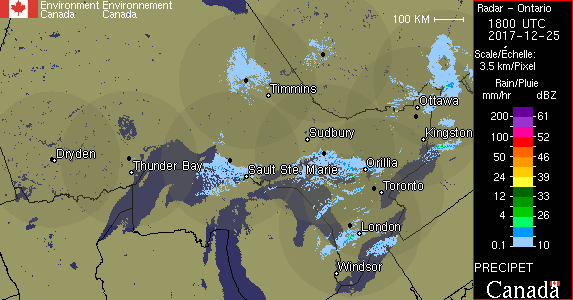 Environment Environnement
Canada Canada
100 KM
Timmins
Ottawa
Sudbury
Kingston
Dryden
Thunder Bay
Sault Ste. Marie
Orillia
Toronto
London
Windsor
Radar - Ontario
1800 UTC
2017-12-25
Scale/Échelle:
3.5 km/Pixel
Rain/Pluie
mm/hr dBZ
200 61
100 52
50 46
24 39
12 33
4 26
0.1 10
PRECIPET
Canada